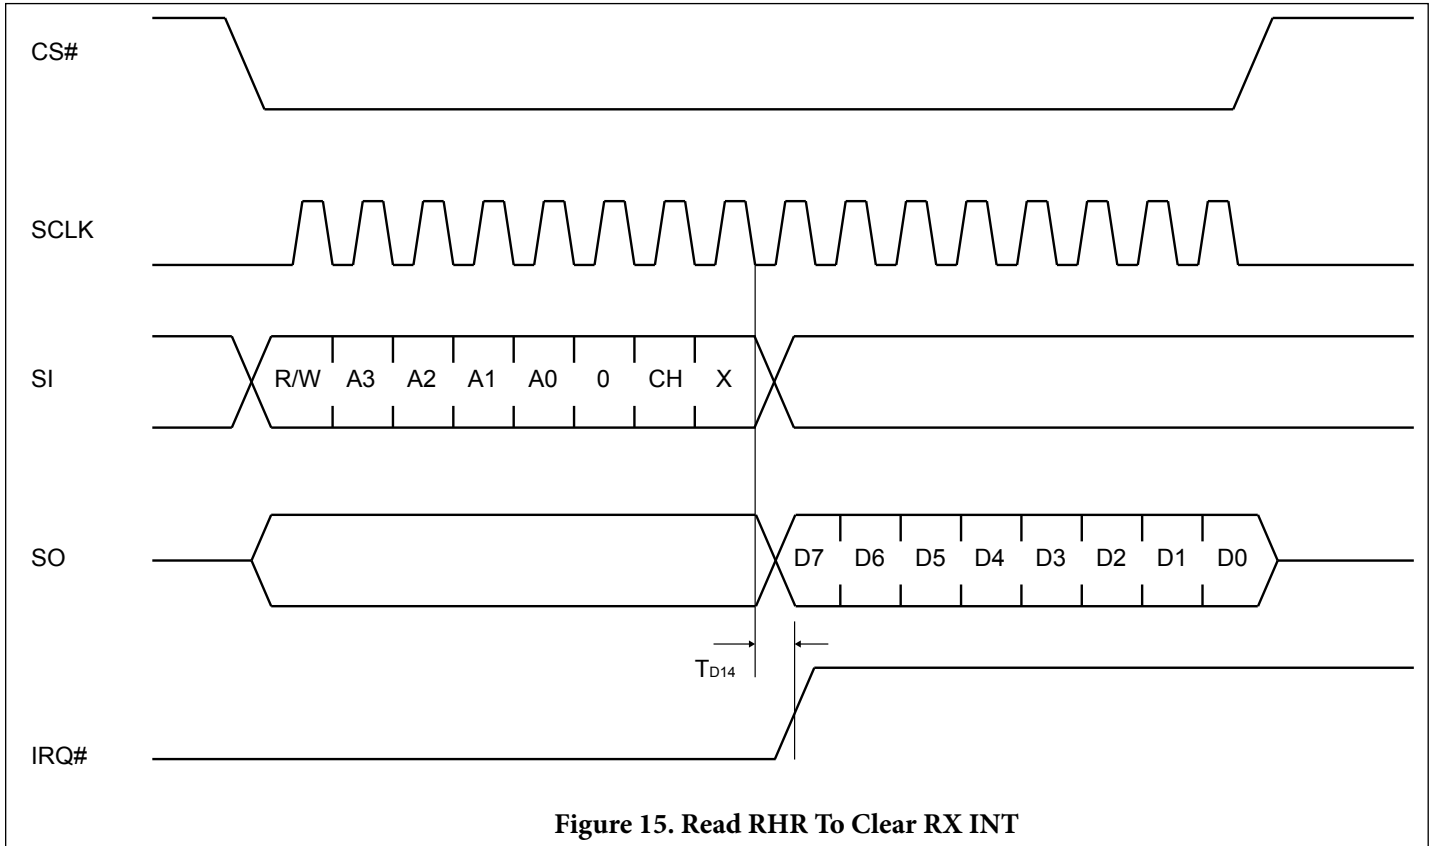 CS#
SCLK
SI
R/W A3 A2 A1 A0 0 CH X
SO
D7 D6 D5 D4 D3 D2 D1 D0
TD14
IRQ#
Figure 15. Read RHR To Clear RX INT